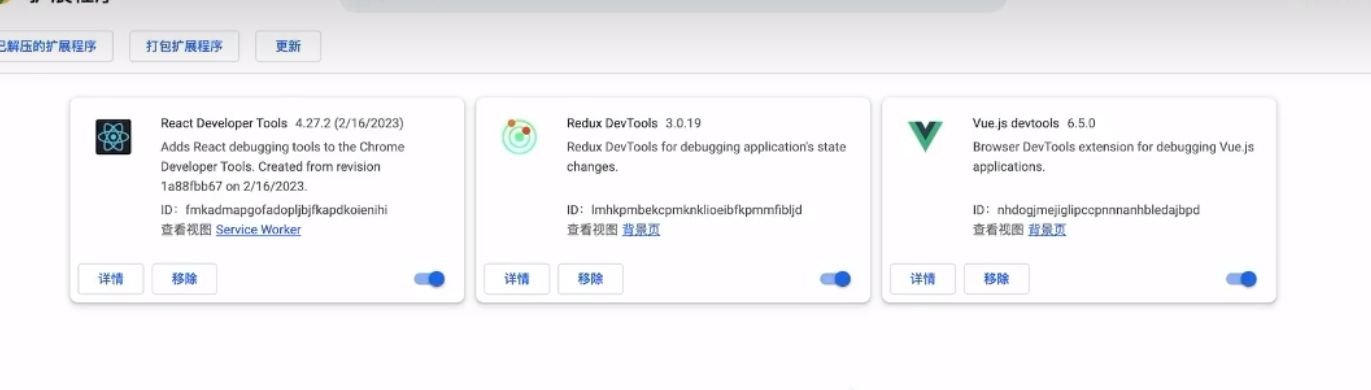 扩展程序
已解压的扩展程序 打包扩展程序 更新
React Developer Tools 4.27.2 (2/16/2023)
Adds React debugging tools to the Chrome
Developer Tools. Created from revision
1a88fbb67 on 2/16/2023.
ID：fmkadmapgofadopljbjfkapdkoienihi
查看视图 Service Worker
详情 移除
Redux DevTools 3.0.19
Redux DevTools for debugging application's state
changes.
ID：lmhkpmbekcpmknklioeibfkpmmfibljd
查看视图 背景页
详情 移除
Vue.js devtools 6.5.0
Browser DevTools extension for debugging Vue.js
applications.
ID：nhdogjmejiglipccpnnnanhbledajbpd
查看视图 背景页
详情 移除